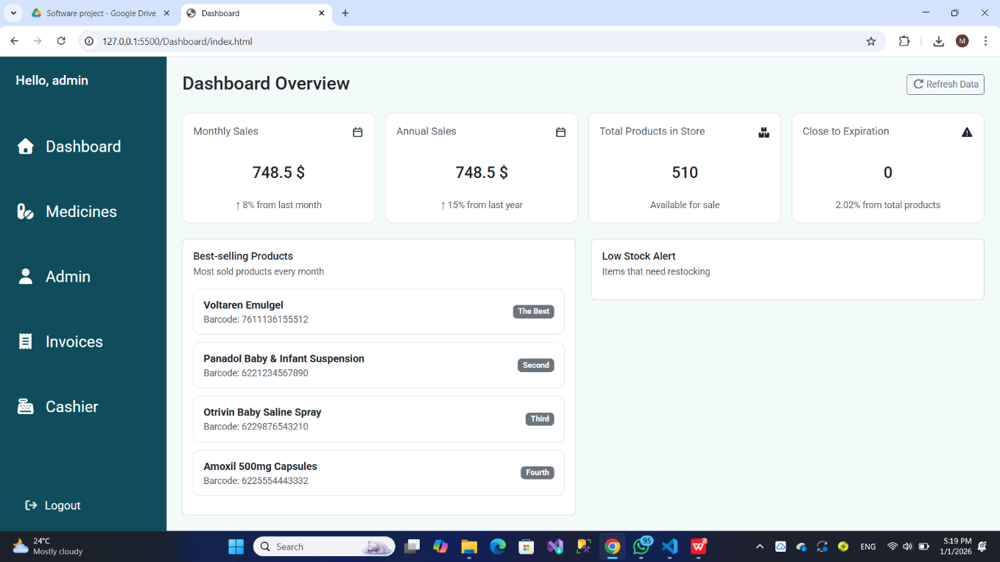 Software project - Google Drive
Dashboard
127.0.0.1:5500/Dashboard/index.html
M
Hello, admin
Dashboard
Medicines
Admin
Invoices
Cashier
Logout
Dashboard Overview
Refresh Data
Monthly Sales
748.5 $
↑ 8% from last month
Annual Sales
748.5 $
↑ 15% from last year
Total Products in Store
510
Available for sale
Close to Expiration
0
2.02% from total products
Best-selling Products
Most sold products every month
Voltaren Emulgel
Barcode: 7611136155512
The Best
Panadol Baby & Infant Suspension
Barcode: 6221234567890
Second
Otrivin Baby Saline Spray
Barcode: 6229876543210
Third
Amoxil 500mg Capsules
Barcode: 6225554443332
Fourth
Low Stock Alert
Items that need restocking
24°C
Mostly cloudy
Search
95
ENG
5:19 PM
1/1/2026